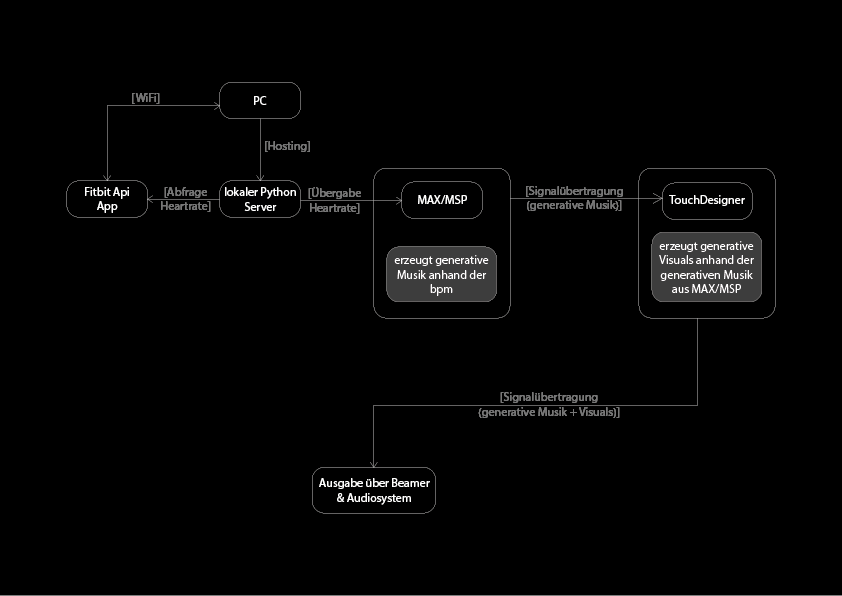 [WiFi]
PC
[Hosting]
Fitbit Api
App
[Abfrage
Heartrate]
lokaler Python
Server
[Übergabe
Heartrate]
MAX/MSP
erzeugt generative
Musik anhand der
bpm
[Signalübertragung
(generative Musik)]
TouchDesigner
erzeugt generative
Visuals anhand der
generativen Musik
aus MAX/MSP
[Signalübertragung
(generative Musik + Visuals)]
Ausgabe über Beamer
& Audiosystem